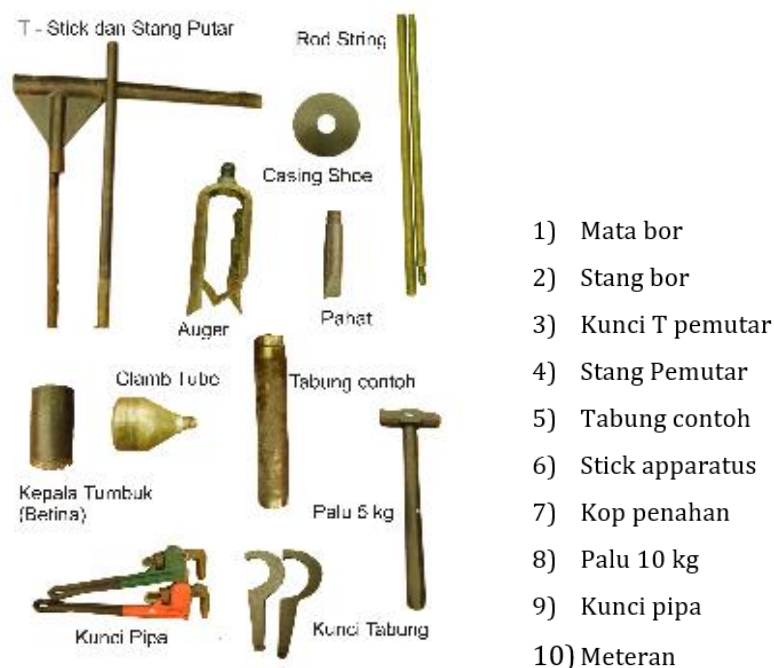 T - Stick dan Stang Putar
Rod String
Casing Shoe
Auger
Pahat
Clamb Tube
Tabung contoh
Kepala Tumbuk
(Betina)
Palu 5 kg
Kunci Pipa
Kunci Tabung
1) Mata bor
2) Stang bor
3) Kunci T pemutar
4) Stang Pemutar
5) Tabung contoh
6) Stick apparatus
7) Kop penahan
8) Palu 10 kg
9) Kunci pipa
10) Meteran